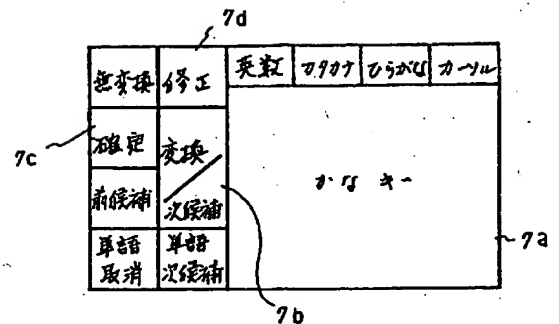 7d
無変換 修正 英数 カタカナ ひらがな カーソル
7c
確定 変換
かなキー
前候補 次候補
7a
単語 単語
取消 次候補
7b